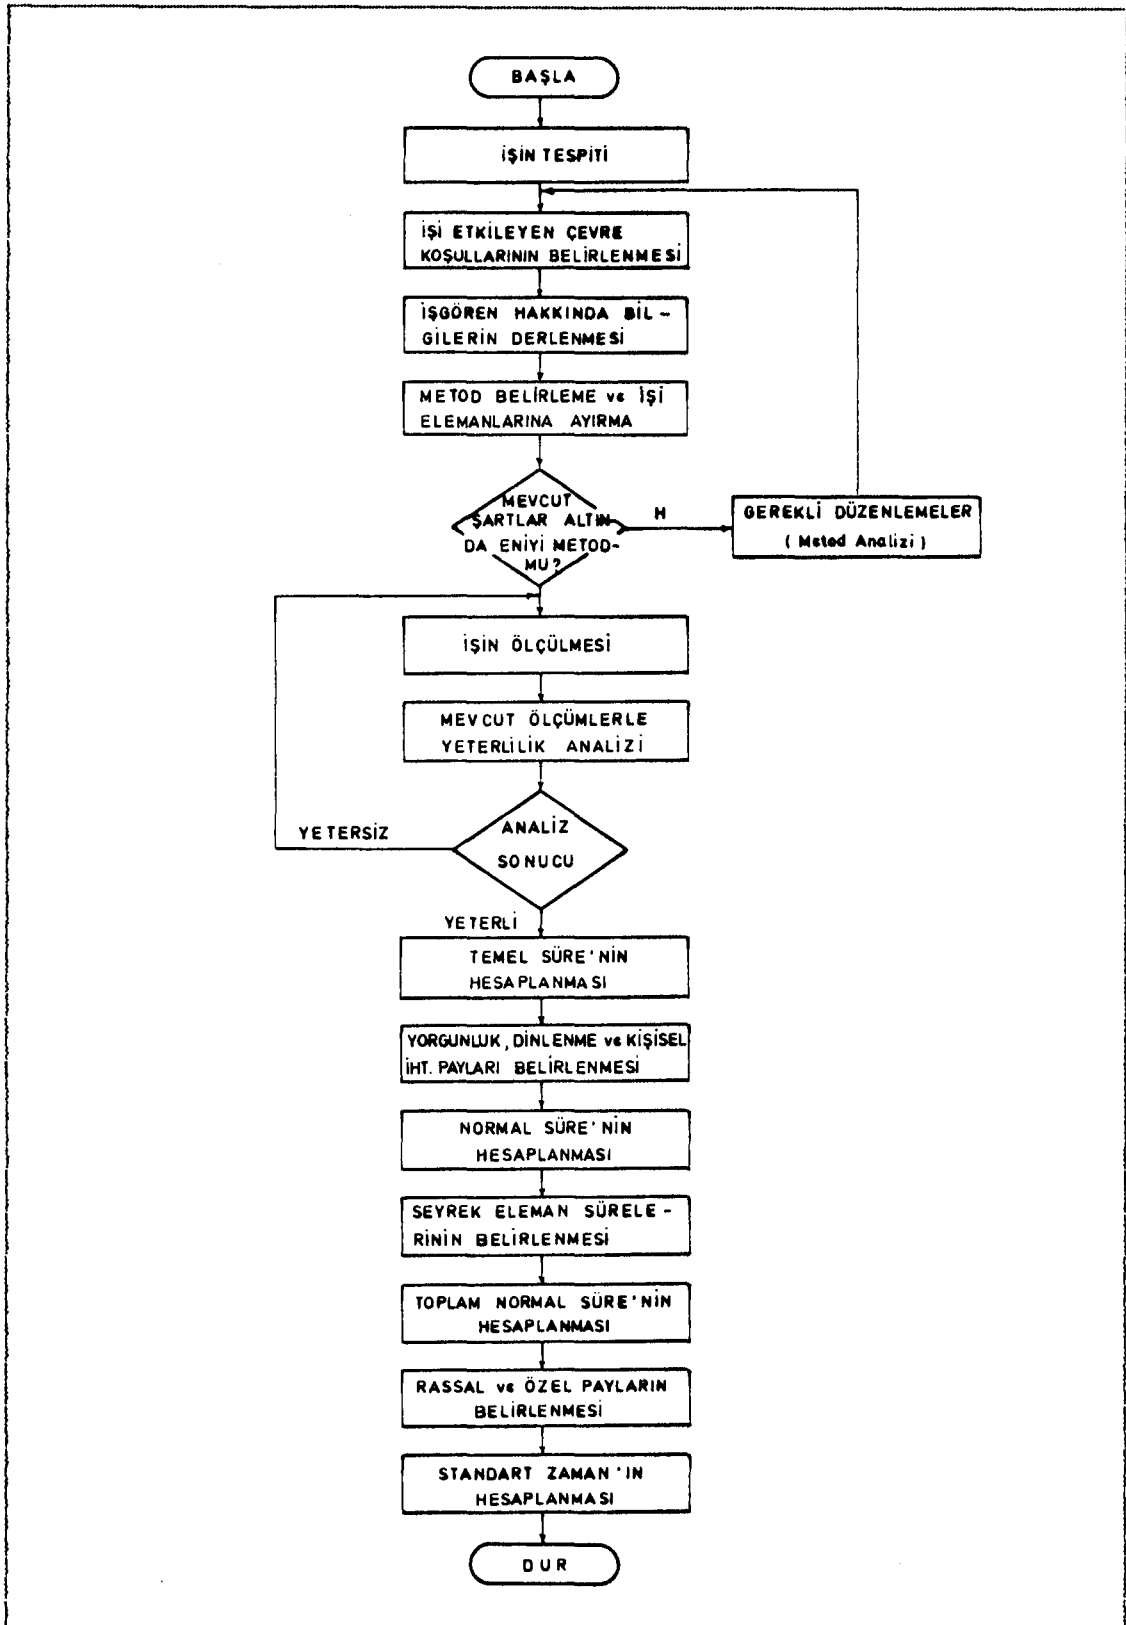 BAŞLA
İŞİN TESPİTİ
İŞİ ETKİLEYEN ÇEVRE
KOŞULLARININ BELİRLENMESİ
İŞGÖREN HAKKINDA BİL-
GİLERİN DERLENMESİ
METOD BELİRLEME ve İŞİ
ELEMANLARINA AYIRMA
MEVCUT
ŞARTLAR ALTIN-
DA ENİYİ METOD-
MU?
H
GEREKLİ DÜZENLEMELER
( Metod Analizi )
İŞİN ÖLÇÜLMESİ
MEVCUT ÖLÇÜMLERLE
YETERLİLİK ANALİZİ
ANALİZ
SONUCU
YETERSİZ
YETERLİ
TEMEL SÜRE'NİN
HESAPLANMASI
YORGUNLUK, DİNLENME ve KİŞİSEL
İHT. PAYLARI BELİRLENMESİ
NORMAL SÜRE'NİN
HESAPLANMASI
SEYREK ELEMAN SÜRELE-
RİNİN BELİRLENMESİ
TOPLAM NORMAL SÜRE'NİN
HESAPLANMASI
RASSAL ve ÖZEL PAYLARIN
BELİRLENMESİ
STANDART ZAMAN'IN
HESAPLANMASI
DUR